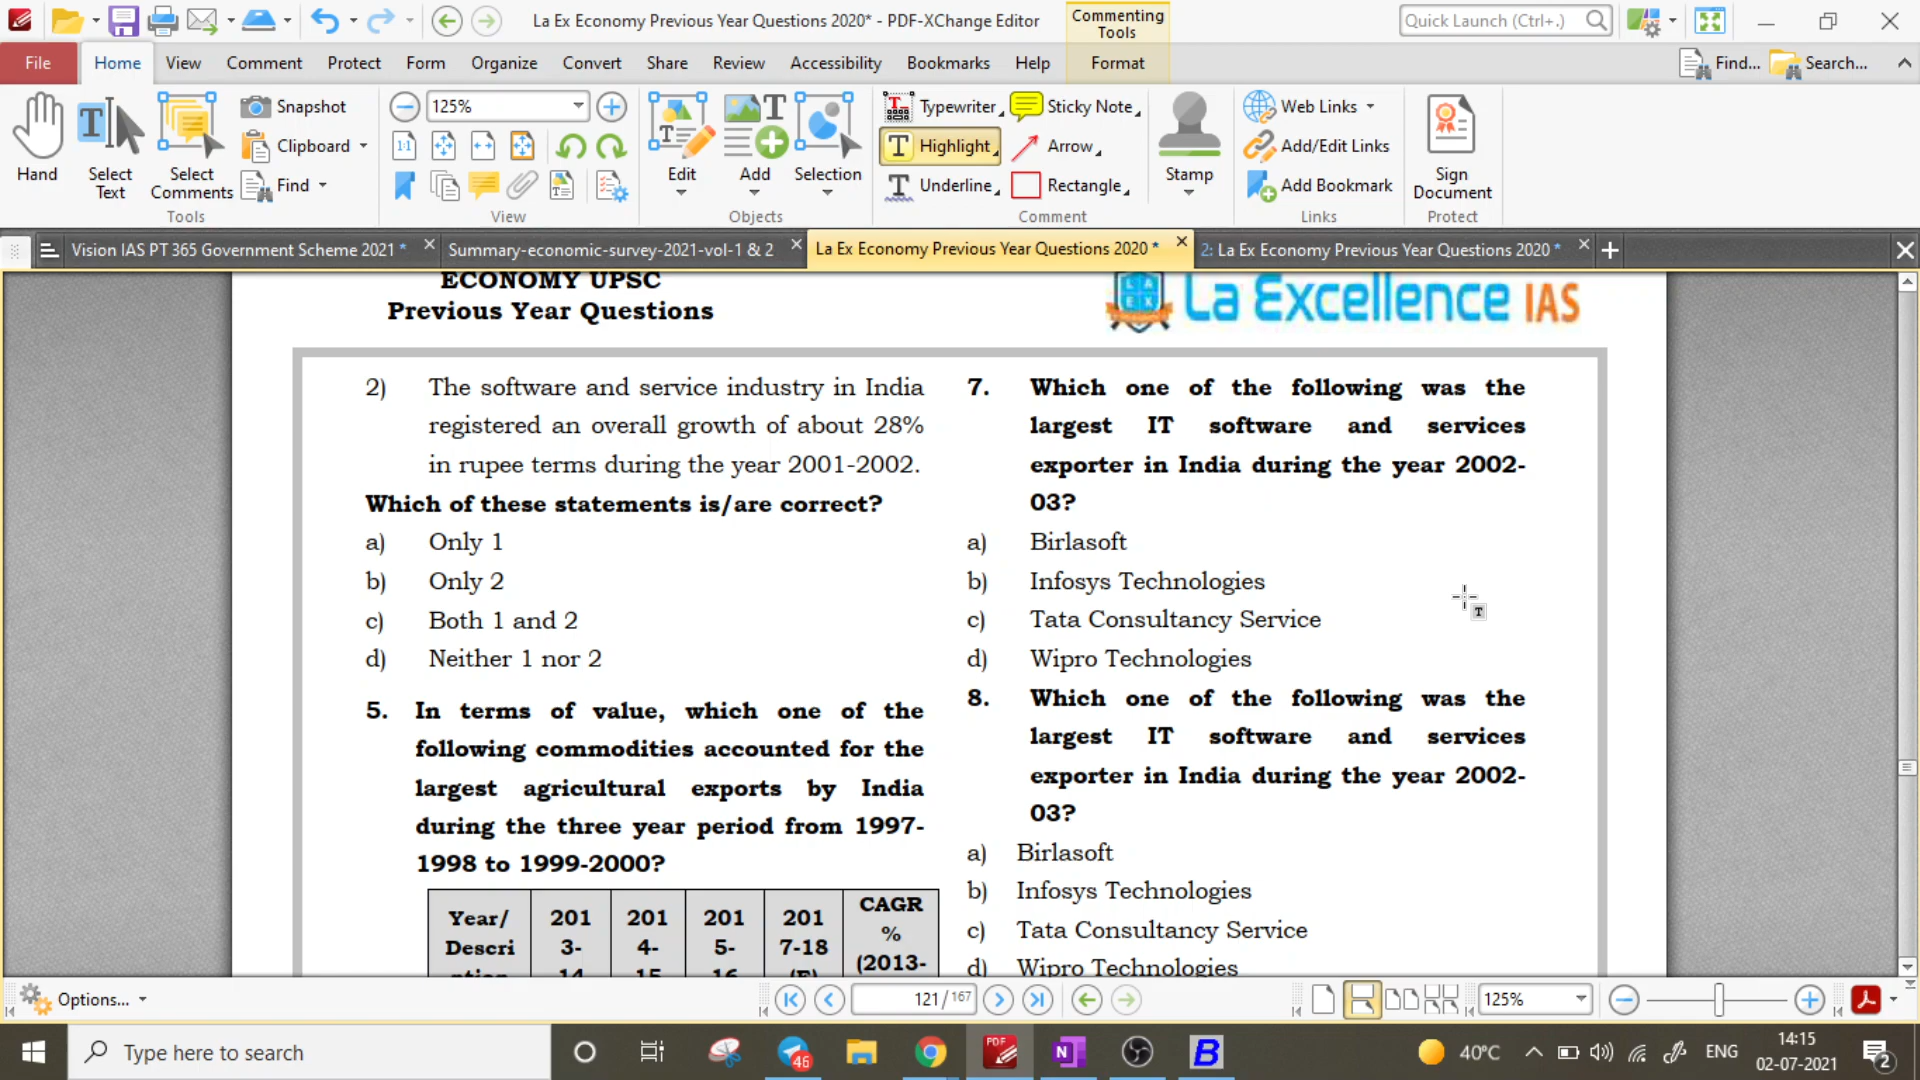 La Ex Economy Previous Year Questions 2020* - PDF-XChange Editor
Commenting
Tools
Quick Launch (Ctrl+.)
File
Home
View
Comment
Protect
Form
Organize
Convert
Share
Review
Accessibility
Bookmarks
Help
Format
Find...
Search...
Hand
Select
Text
Select
Comments
Snapshot
Clipboard
Find
Tools
125%
View
Edit
Add
Selection
Objects
Typewriter
Highlight
Underline
Sticky Note
Arrow
Rectangle
Stamp
Comment
Web Links
Add/Edit Links
Add Bookmark
Links
Sign
Document
Protect
Vision IAS PT 365 Government Scheme 2021 *
Summary-economic-survey-2021-vol-1 & 2
La Ex Economy Previous Year Questions 2020 *
2: La Ex Economy Previous Year Questions 2020 *
ECONOMY UPSC
Previous Year Questions
La Excellence IAS
2) The software and service industry in India
registered an overall growth of about 28%
in rupee terms during the year 2001-2002.
Which of these statements is/are correct?
a) Only 1
b) Only 2
c) Both 1 and 2
d) Neither 1 nor 2
5. In terms of value, which one of the
following commodities accounted for the
largest agricultural exports by India
during the three year period from 1997-
1998 to 1999-2000?
Year/
Descri
ption
201
3-
14
201
4-
15
201
5-
16
201
7-18
(E)
CAGR
%
(2013-
7. Which one of the following was the
largest IT software and services
exporter in India during the year 2002-
03?
a) Birlasoft
b) Infosys Technologies
c) Tata Consultancy Service
d) Wipro Technologies
8. Which one of the following was the
largest IT software and services
exporter in India during the year 2002-
03?
a) Birlasoft
b) Infosys Technologies
c) Tata Consultancy Service
d) Wipro Technologies
Options...
121 / 167
125%
Type here to search
46
40°C
ENG
14:15
02-07-2021
2